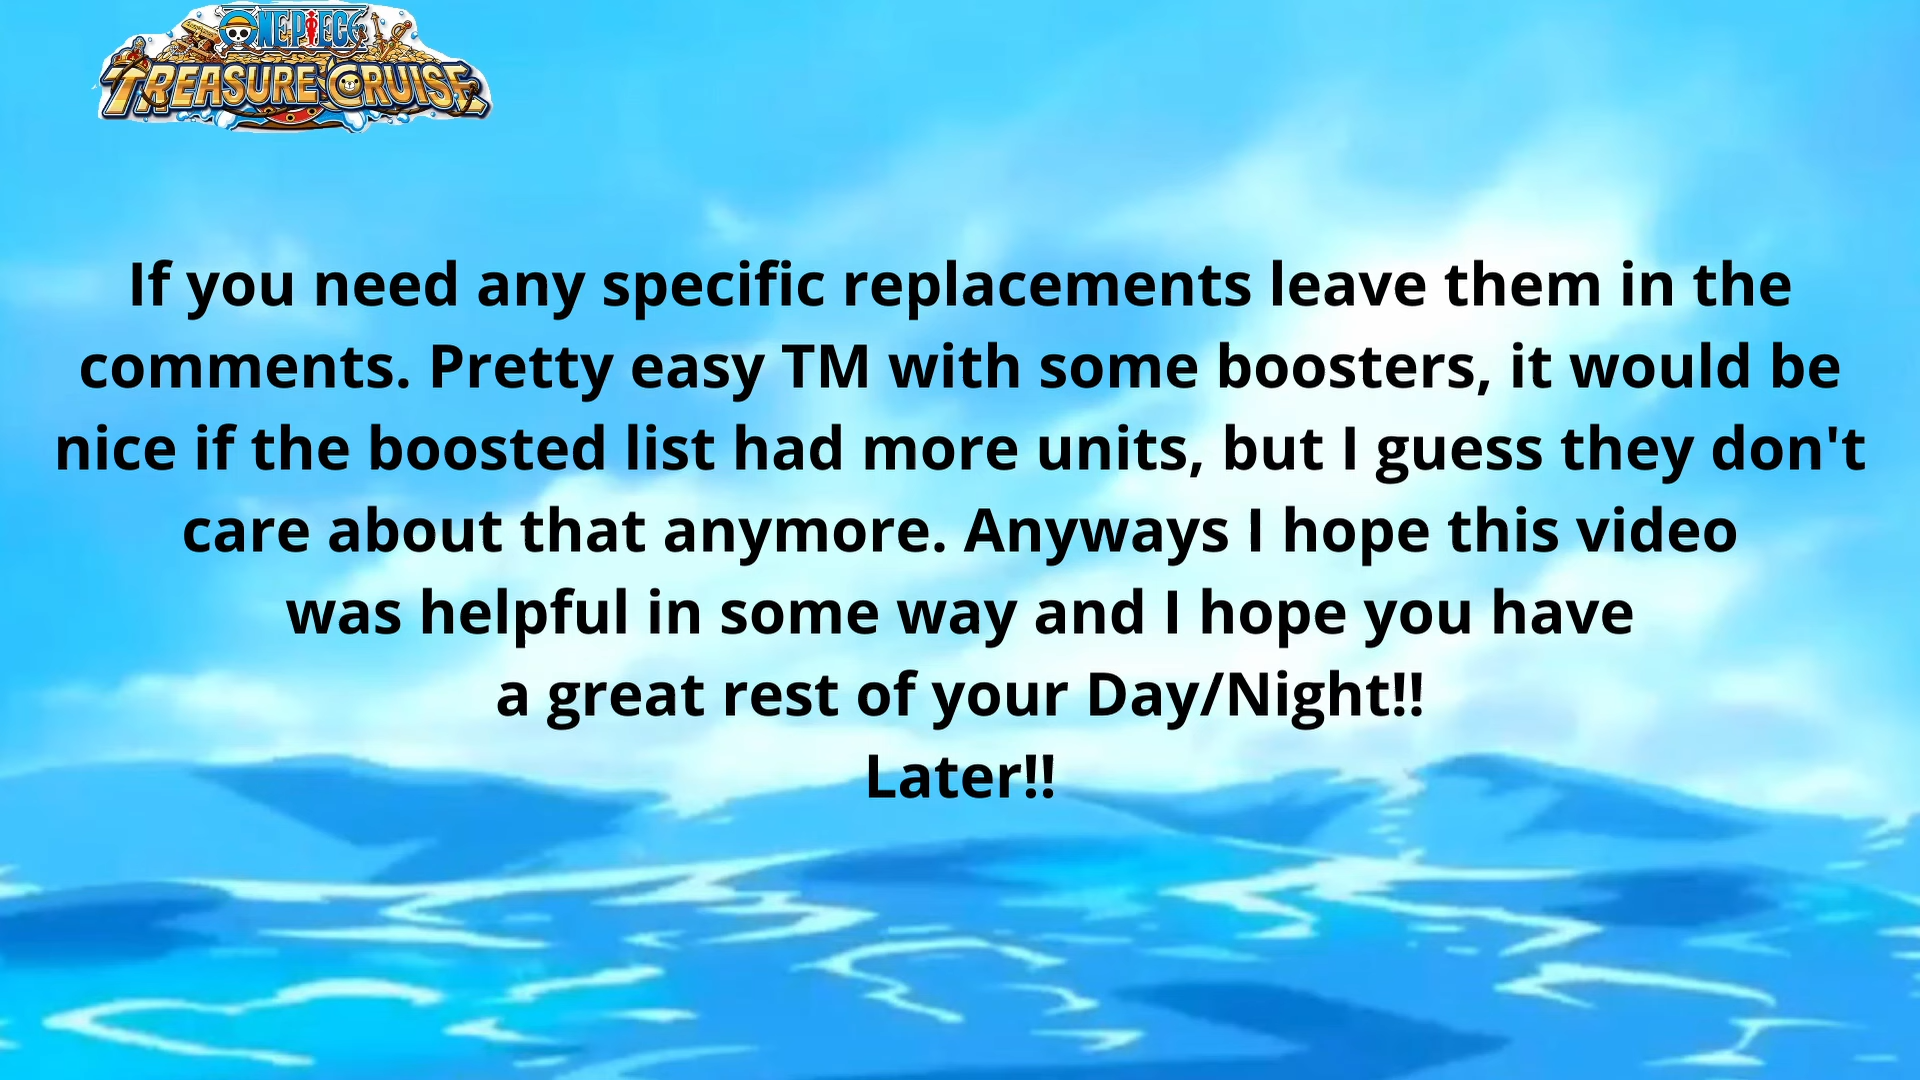 ONE PIECE
TREASURE CRUISE
If you need any specific replacements leave them in the
comments. Pretty easy TM with some boosters, it would be
nice if the boosted list had more units, but I guess they don't
care about that anymore. Anyways I hope this video
was helpful in some way and I hope you have
a great rest of your Day/Night!!
Later!!